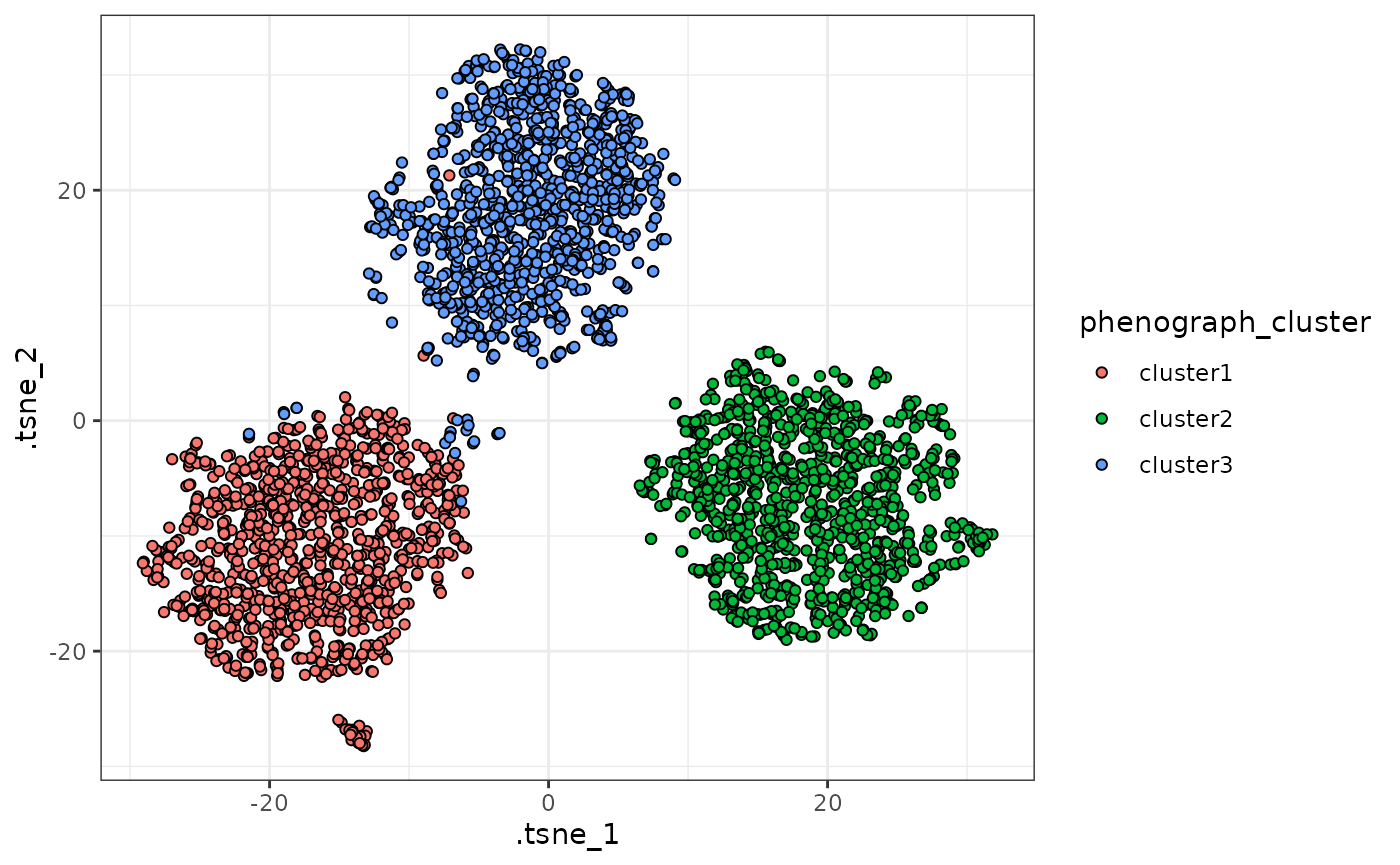 .tsne_2
20
0
-20
-20
0
20
.tsne_1
phenograph_cluster
cluster1
cluster2
cluster3